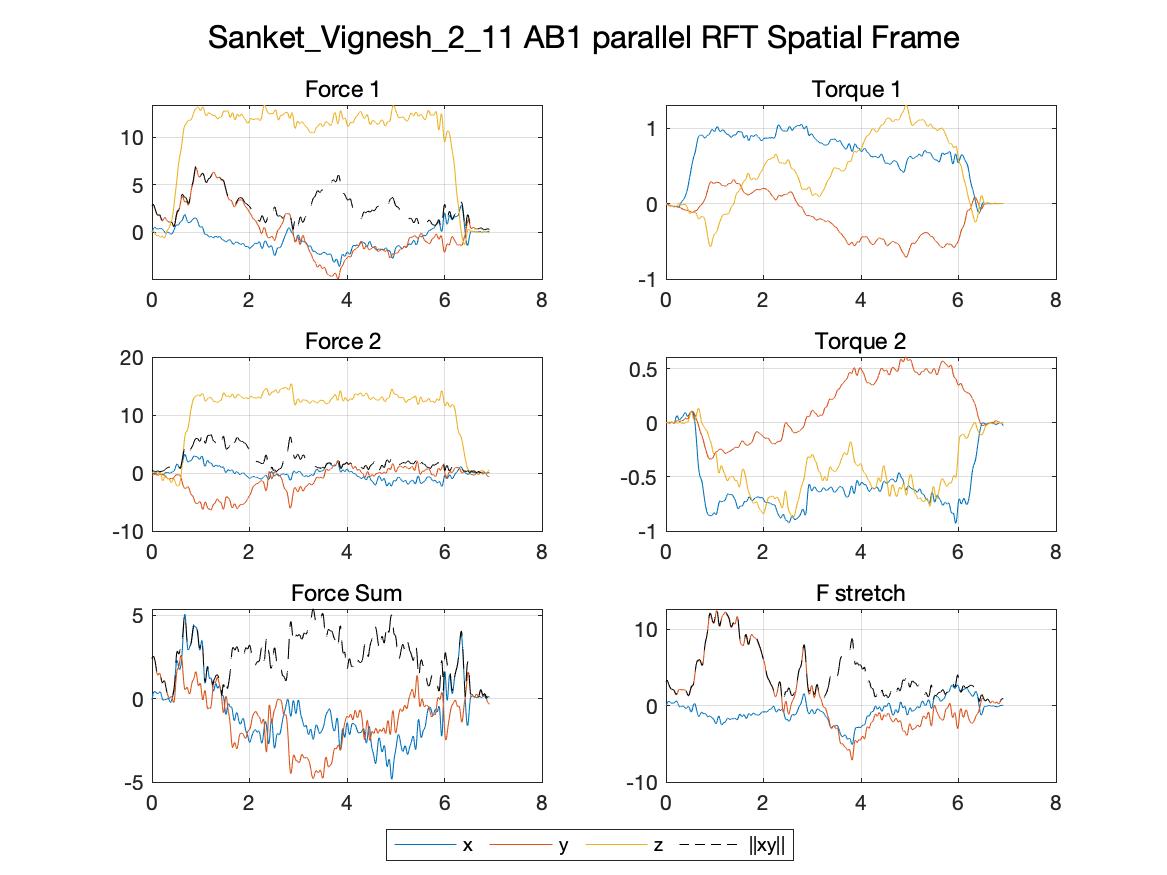 Sanket_Vignesh_2_11 AB1 parallel RFT Spatial Frame
Force 1
10
5
0
0 2 4 6 8
Torque 1
1
0
-1
0 2 4 6 8
Force 2
20
10
0
-10
0 2 4 6 8
Torque 2
0.5
0
-0.5
-1
0 2 4 6 8
Force Sum
5
0
-5
0 2 4 6 8
F stretch
10
0
-10
0 2 4 6 8
x y z ||xy||